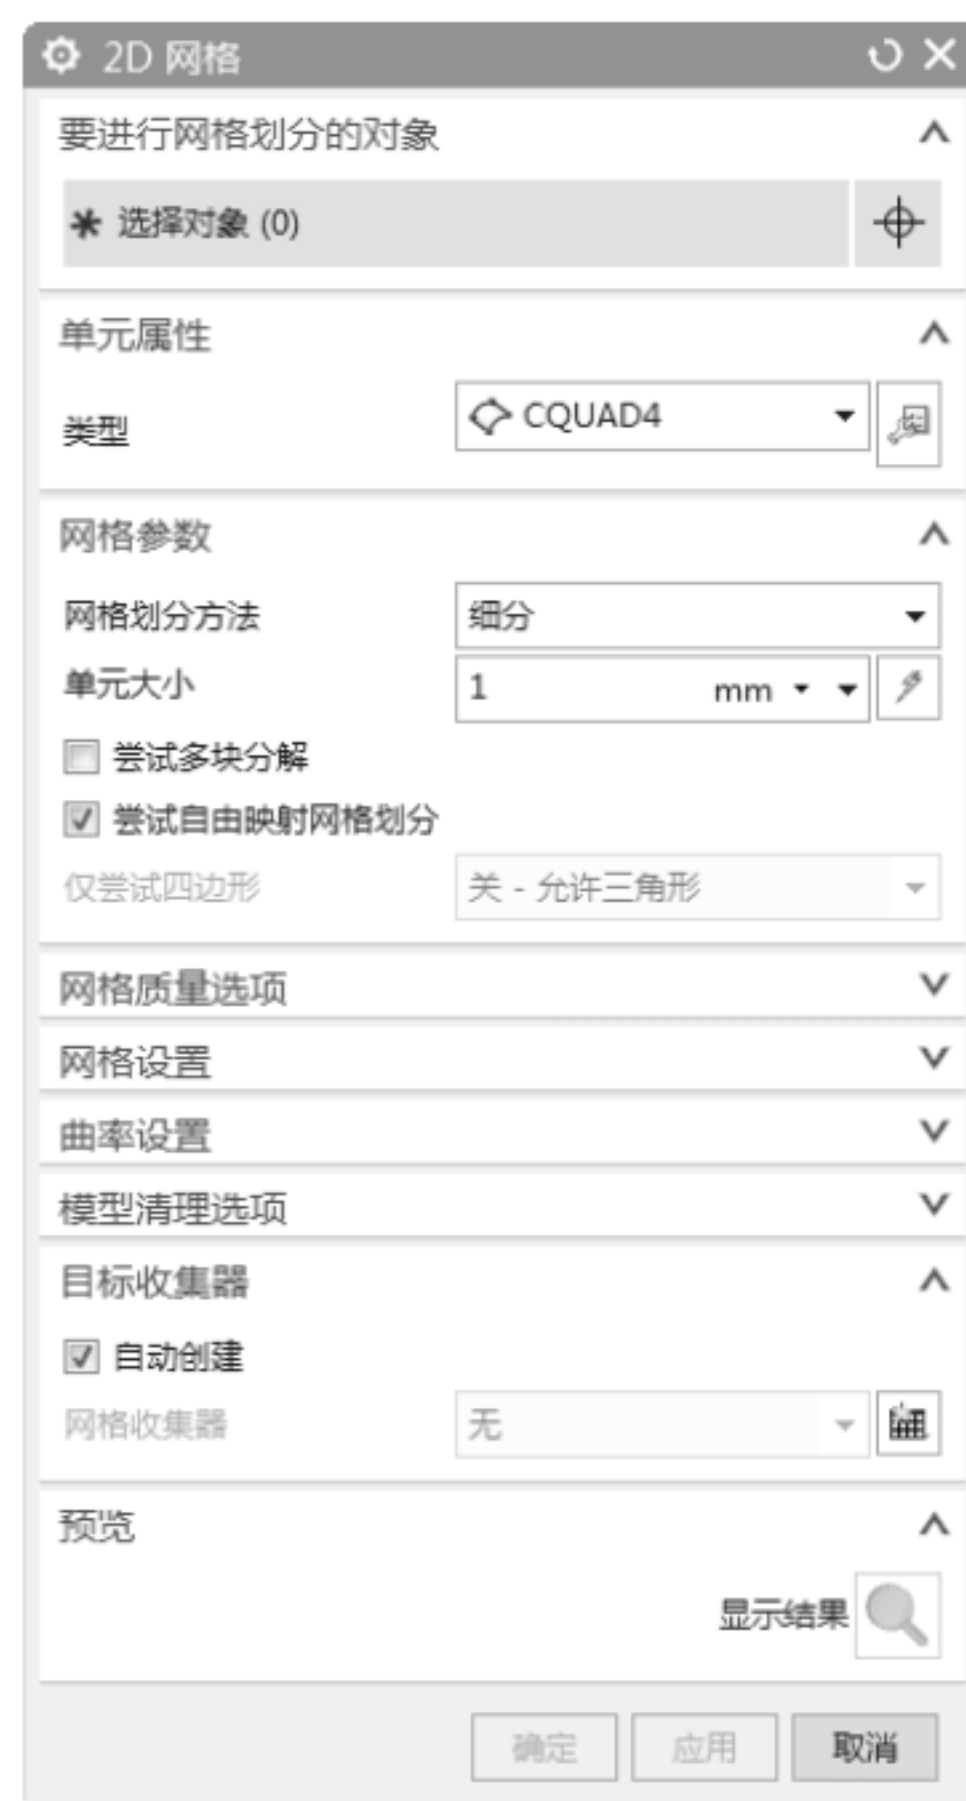 2D 网格
要进行网格划分的对象
* 选择对象 (0)
单元属性
类型 CQUAD4
网格参数
网格划分方法 细分
单元大小 1 mm
尝试多块分解
尝试自由映射网格划分
仅尝试四边形 关 - 允许三角形
网格质量选项
网格设置
曲率设置
模型清理选项
目标收集器
自动创建
网格收集器 无
预览
显示结果
确定 应用 取消